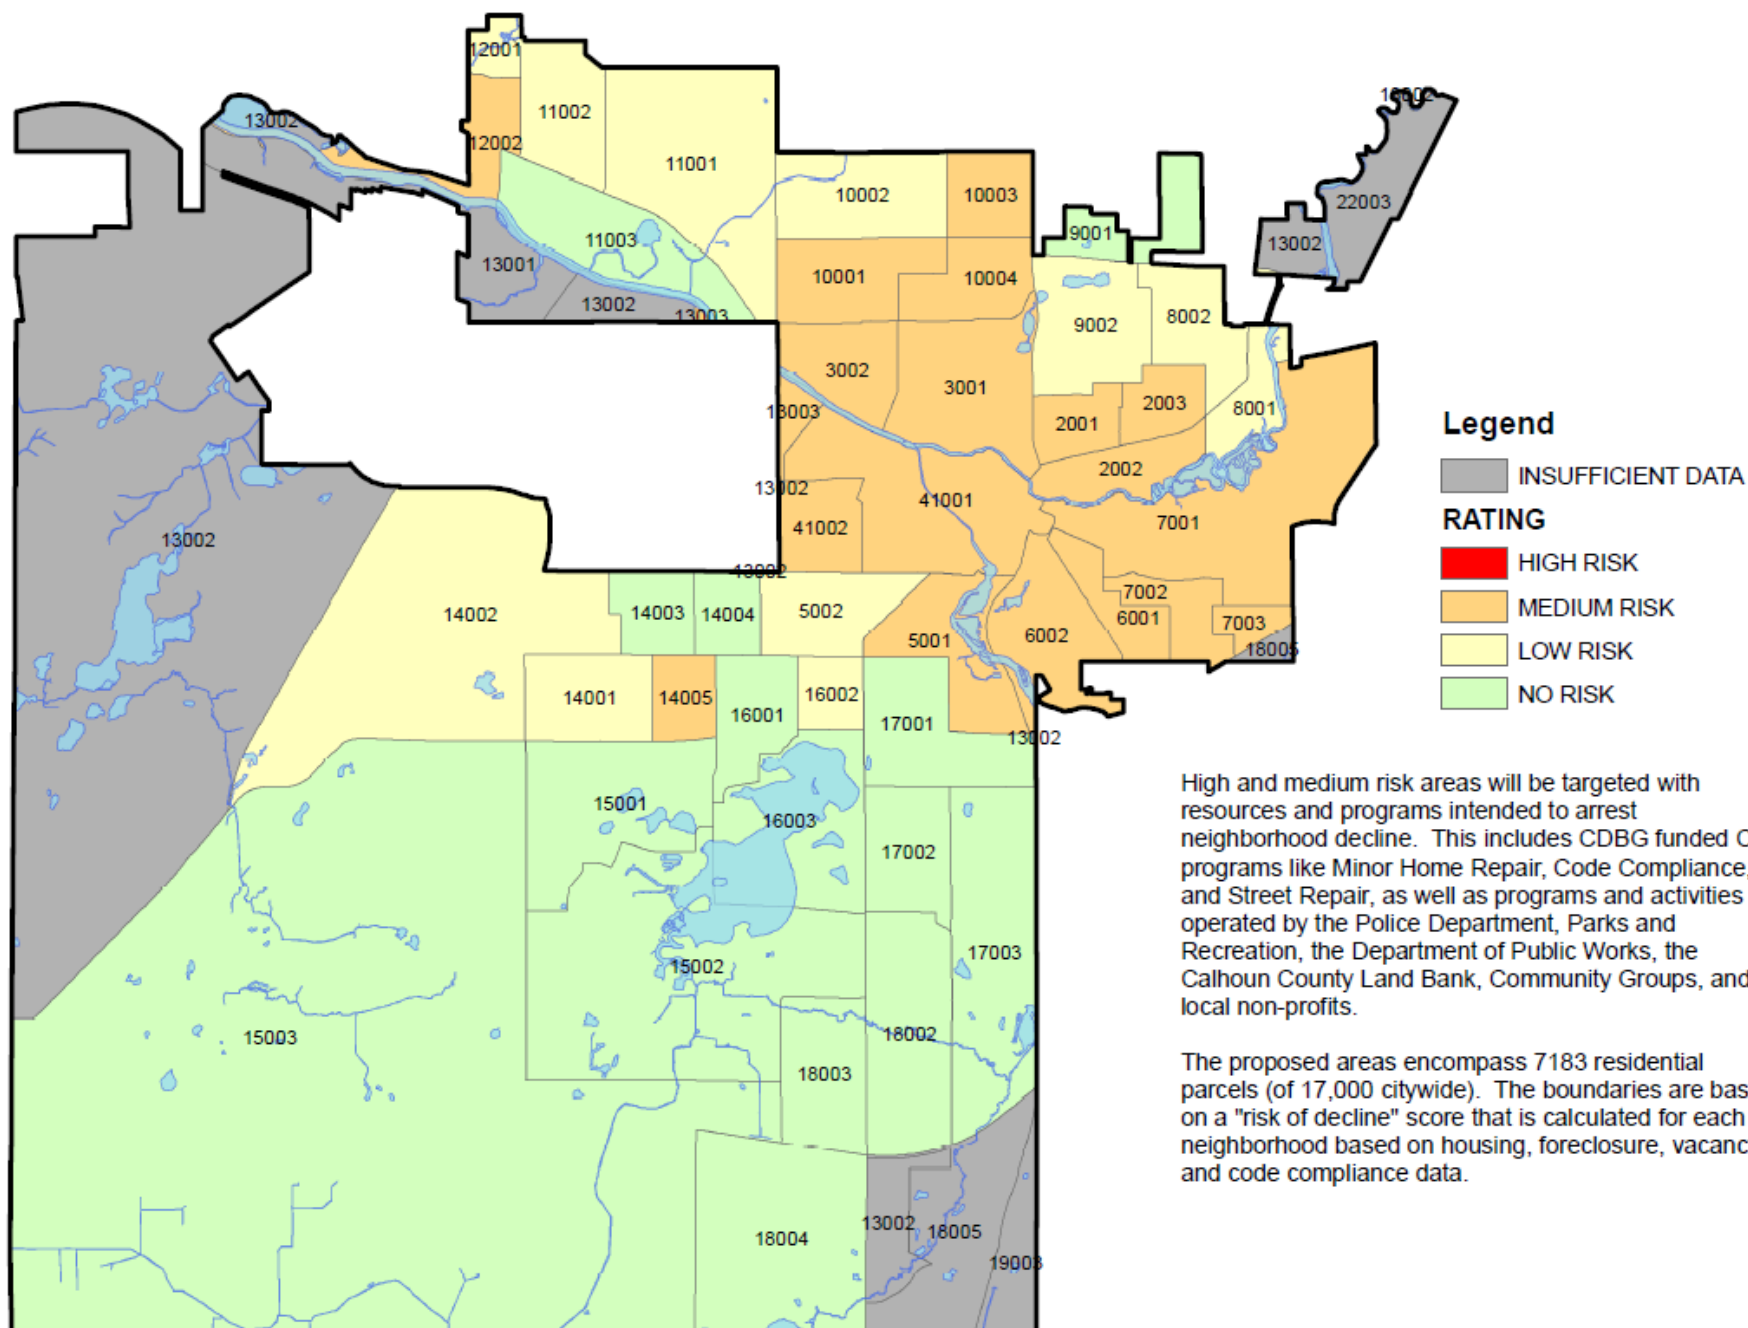 12001
13002
11002
12002
11001
10002
10003
22003
9001
11003
13002
13001
10001
10004
13002
13003
9002
8002
3002
3001
13003
2001
2003
8001
Legend
INSUFFICIENT DATA
RATING
HIGH RISK
MEDIUM RISK
LOW RISK
NO RISK
2002
13002
41001
41002
7001
13002
13002
14002
14003
14004
5002
5001
6002
7002
6001
7003
18005
14001
14005
16001
16002
17001
13002
15001
16003
17002
15002
17003
15003
18002
18003
18004
13002
18005
19003
High and medium risk areas will be targeted with
resources and programs intended to arrest
neighborhood decline. This includes CDBG funded
programs like Minor Home Repair, Code Compliance,
and Street Repair, as well as programs and activities
operated by the Police Department, Parks and
Recreation, the Department of Public Works, the
Calhoun County Land Bank, Community Groups, and
local non-profits.
The proposed areas encompass 7183 residential
parcels (of 17,000 citywide). The boundaries are bas
on a "risk of decline" score that is calculated for each
neighborhood based on housing, foreclosure, vacanc
and code compliance data.